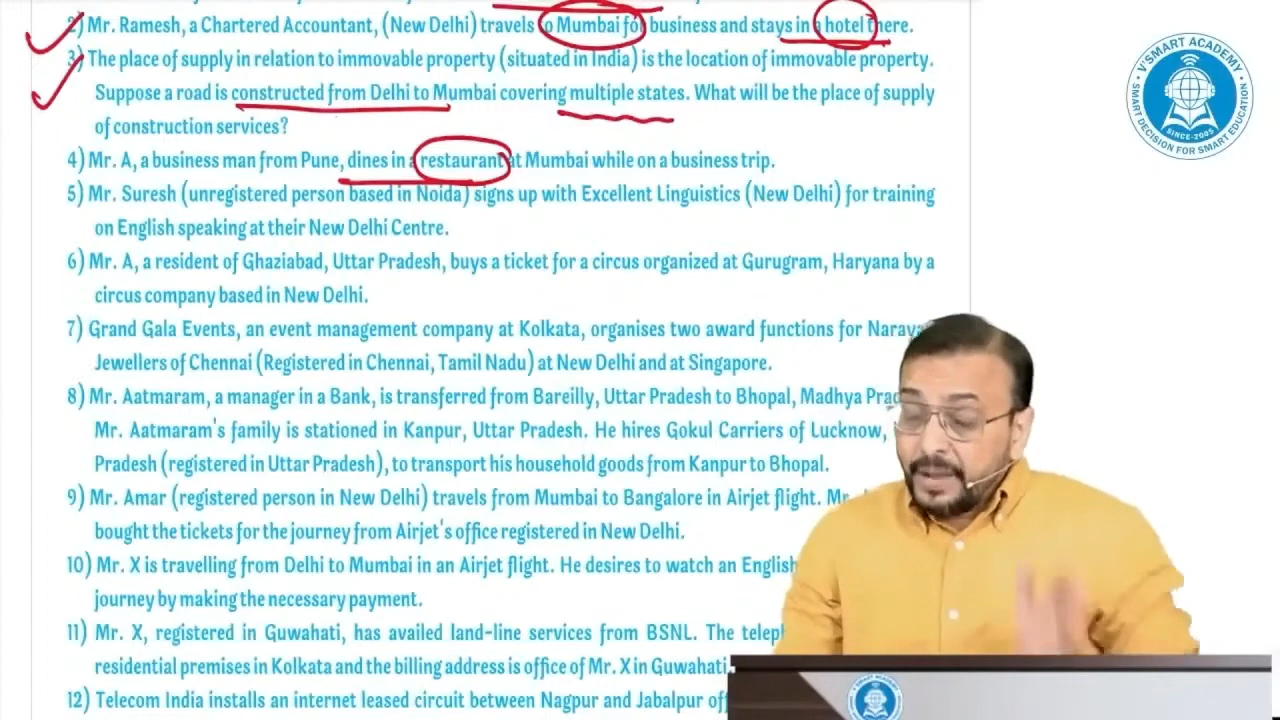 2) Mr. Ramesh, a Chartered Accountant, (New Delhi) travels to Mumbai for business and stays in a hotel there.
3) The place of supply in relation to immovable property (situated in India) is the location of immovable property.
Suppose a road is constructed from Delhi to Mumbai covering multiple states. What will be the place of supply
of construction services?
4) Mr. A, a business man from Pune, dines in a restaurant at Mumbai while on a business trip.
5) Mr. Suresh (unregistered person based in Noida) signs up with Excellent Linguistics (New Delhi) for training
on English speaking at their New Delhi Centre.
6) Mr. A, a resident of Ghaziabad, Uttar Pradesh, buys a ticket for a circus organized at Gurugram, Haryana by a
circus company based in New Delhi.
7) Grand Gala Events, an event management company at Kolkata, organises two award functions for
Jewellers of Chennai (Registered in Chennai, Tamil Nadu) at New Delhi and at Singapore.
8) Mr. Aatmaram, a manager in a Bank, is transferred from Bareilly, Uttar Pradesh to Bhopal, Madhya
Mr. Aatmaram's family is stationed in Kanpur, Uttar Pradesh. He hires Gokul Carriers of Lucknow,
Pradesh (registered in Uttar Pradesh), to transport his household goods from Kanpur to Bhopal.
9) Mr. Amar (registered person in New Delhi) travels from Mumbai to Bangalore in Airjet flight. Mr.
bought the tickets for the journey from Airjet's office registered in New Delhi.
10) Mr. X is travelling from Delhi to Mumbai in an Airjet flight. He desires to watch an English
journey by making the necessary payment.
11) Mr. X, registered in Guwahati, has availed land-line services from BSNL. The
residential premises in Kolkata and the billing address is office of Mr. X in Guwahati.
12) Telecom India installs an internet leased circuit between Nagpur and Jabalpur
V'SMART ACADEMY
SINCE-2005
SMART DECISION FOR SMART EDUCATION